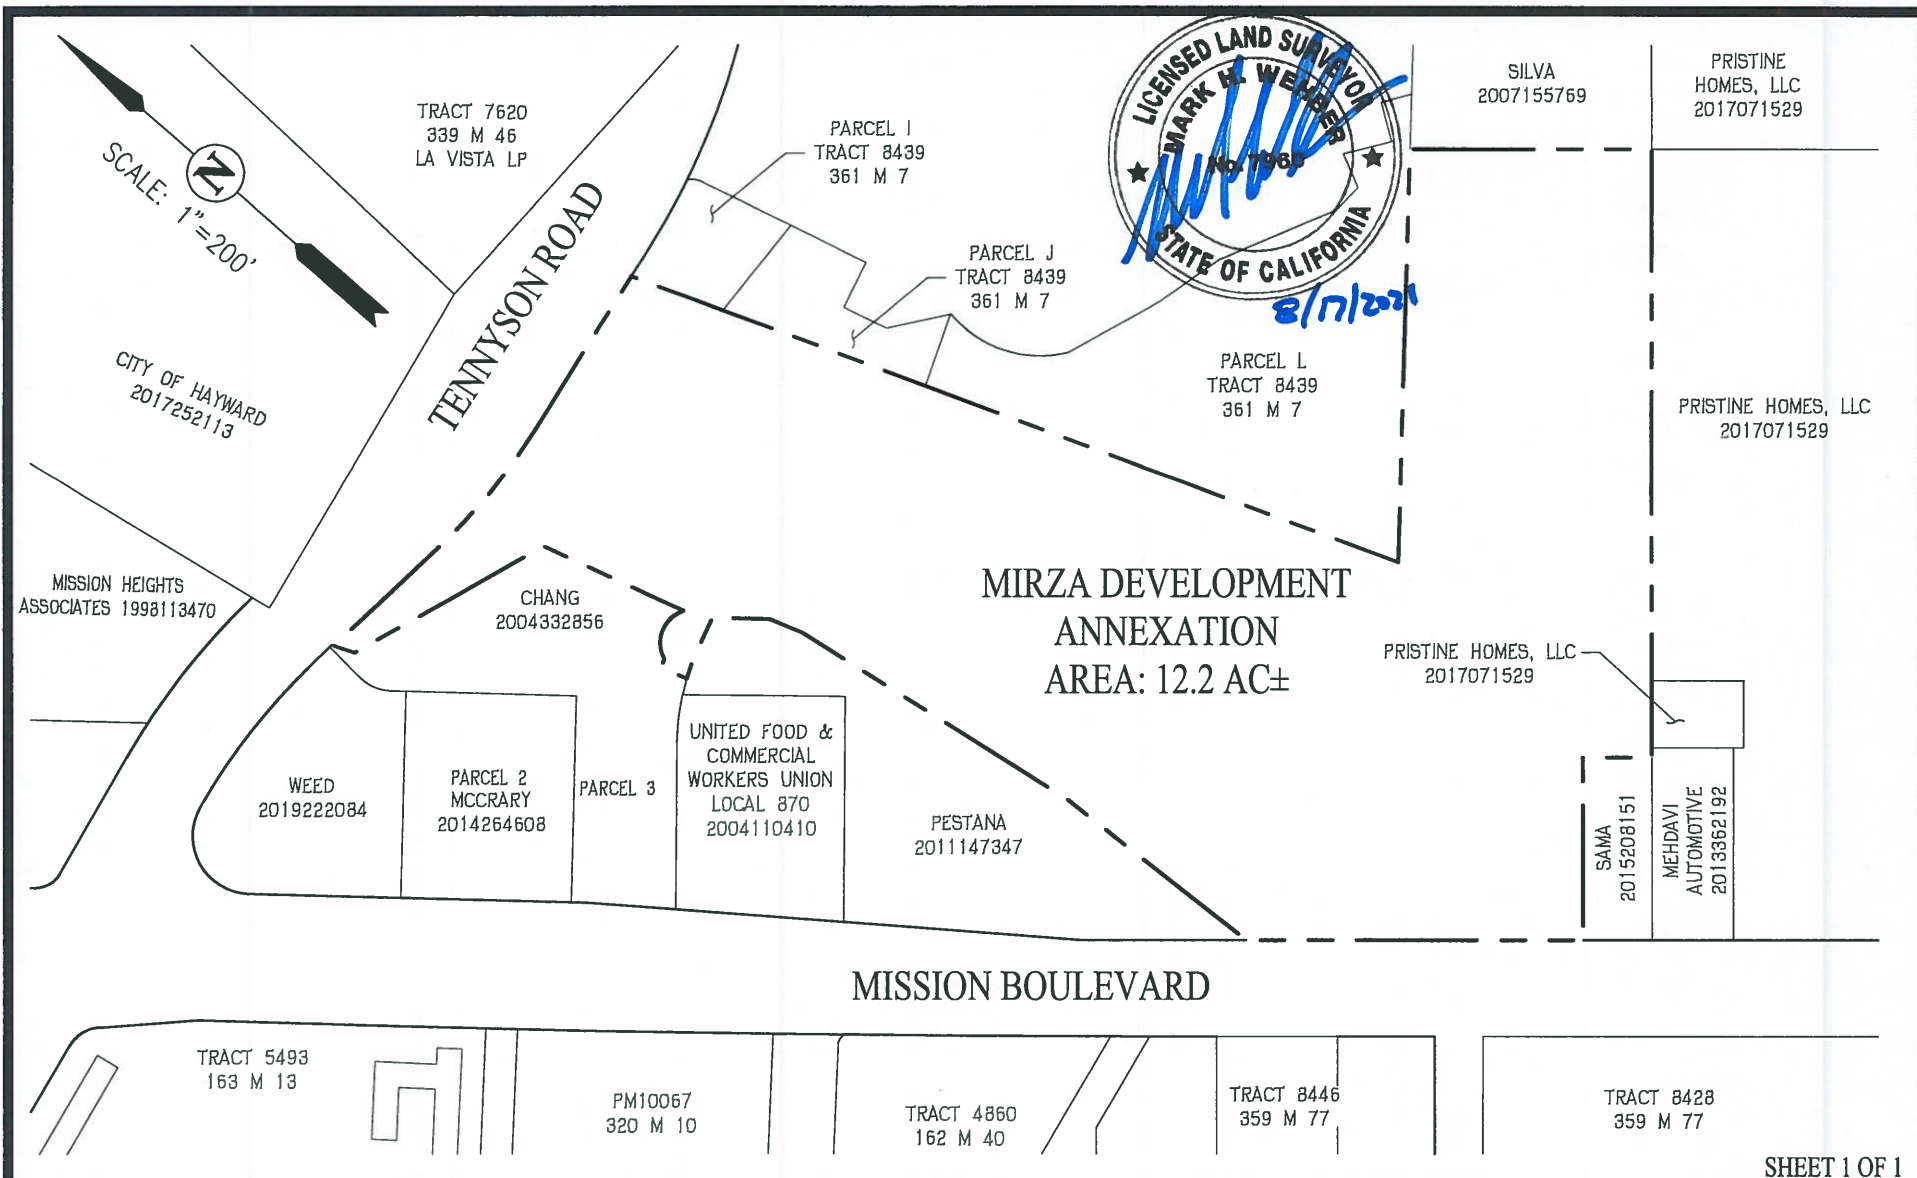 TRACT 7620
339 M 46
LA VISTA LP
N
SCALE: 1"=200'
TENNYSON ROAD
PARCEL I
TRACT 8439
361 M 7
PARCEL J
TRACT 8439
361 M 7
LICENSED LAND SURVEYOR
MARK H. WEHBER
No. 7960
STATE OF CALIFORNIA
8/17/2021
SILVA
2007155769
PRISTINE
HOMES, LLC
2017071529
PARCEL L
TRACT 8439
361 M 7
PRISTINE HOMES, LLC
2017071529
CITY OF HAYWARD
2017252113
MISSION HEIGHTS
ASSOCIATES 1998113470
CHANG
2004332856
MIRZA DEVELOPMENT
ANNEXATION
AREA: 12.2 AC±
PRISTINE HOMES, LLC
2017071529
WEED
2019222084
PARCEL 2
MCCRARY
2014264608
PARCEL 3
UNITED FOOD &
COMMERCIAL
WORKERS UNION
LOCAL 870
2004110410
PESTANA
2011147347
SAMA
2015208151
MEHDAVI
AUTOMOTIVE
2013362192
MISSION BOULEVARD
TRACT 5493
163 M 13
PM10067
320 M 10
TRACT 4860
162 M 40
TRACT 8446
359 M 77
TRACT 8428
359 M 77
SHEET 1 OF 1